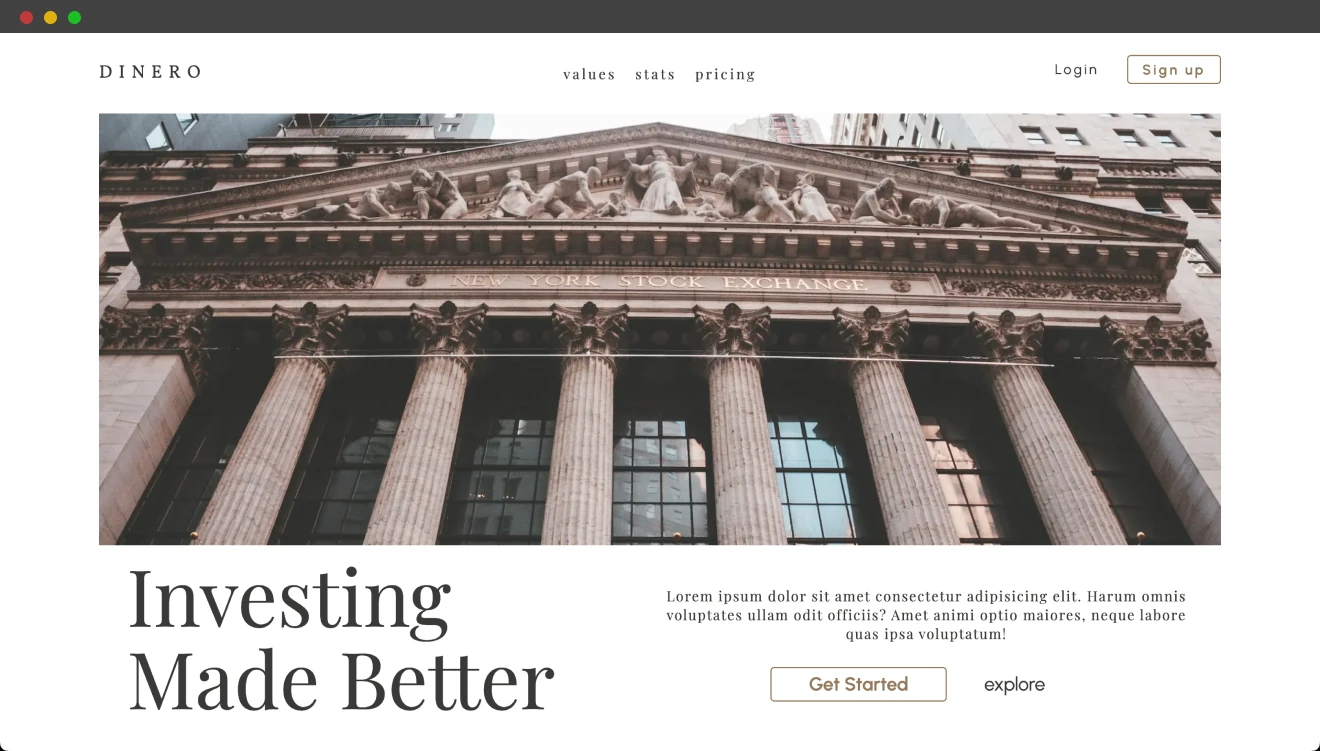 DINERO
values stats pricing
Login
Sign up
NEW YORK STOCK EXCHANGE
Investing
Made Better
Lorem ipsum dolor sit amet consectetur adipisicing elit. Harum omnis
voluptates ullam odit officiis? Amet animi optio maiores, neque labore
quas ipsa voluptatum!
Get Started
explore